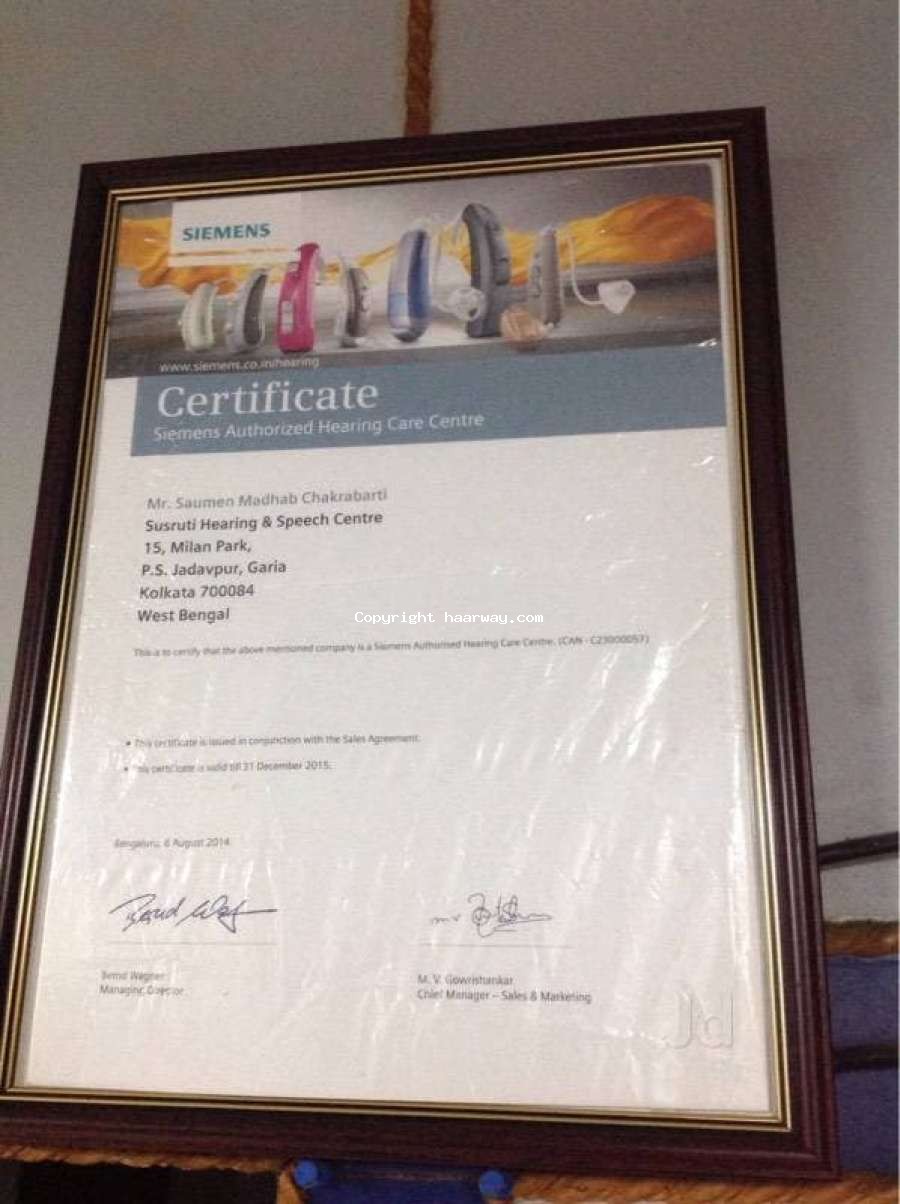 SIEMENS
www.siemens.co.in/hearing
Certificate
Siemens Authorized Hearing Care Centre
Mr. Saumen Madhab Chakrabarti
Susruti Hearing & Speech Centre
15, Milan Park,
P.S. Jadavpur, Garia
Kolkata 700084
West Bengal
Copyright haarway.com
This is to certify that the above mentioned company is a Siemens Authorised Hearing Care Centre. (CAN - C23000057)
• This certificate is issued in conjunction with the Sales Agreement.
• This certificate is valid till 31 December 2015.
Bengaluru, 6 August 2014
Bernd Wagner
Managing Director
M. V. Gowrishankar
Chief Manager – Sales & Marketing
Jd